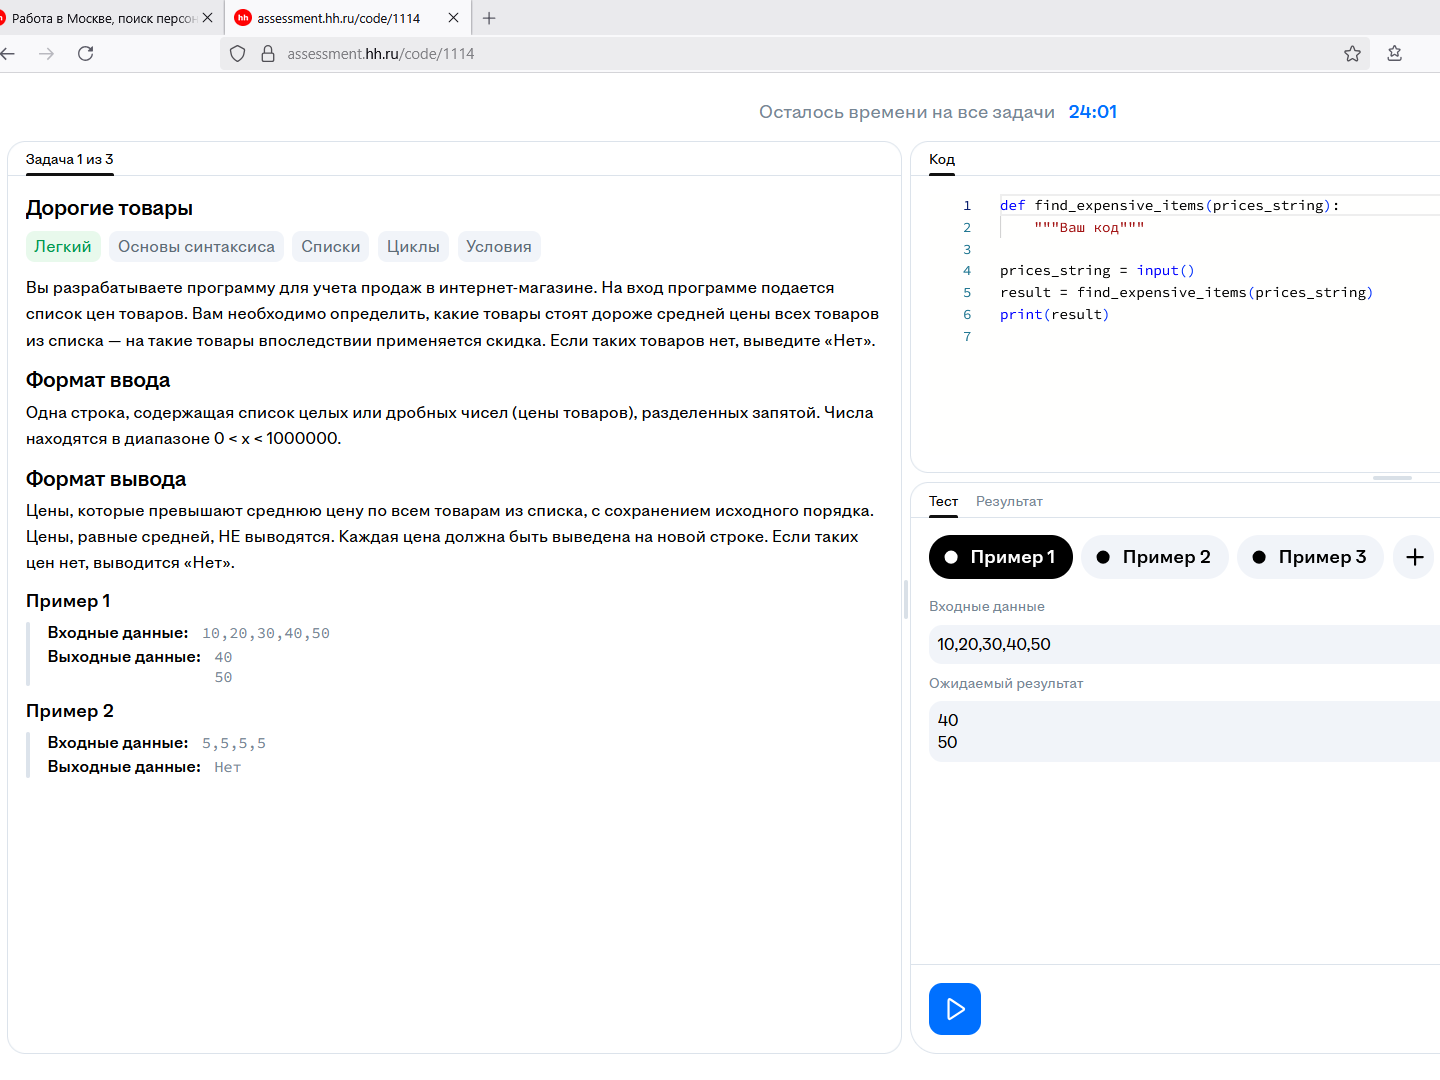 Работа в Москве, поиск персон
hh assessment.hh.ru/code/1114
assessment.hh.ru/code/1114
Осталось времени на все задачи 24:01
Задача 1 из 3
Дорогие товары
Легкий Основы синтаксиса Списки Циклы Условия
Вы разрабатываете программу для учета продаж в интернет-магазине. На вход программе подается
список цен товаров. Вам необходимо определить, какие товары стоят дороже средней цены всех товаров
из списка — на такие товары впоследствии применяется скидка. Если таких товаров нет, выведите «Нет».
Формат ввода
Одна строка, содержащая список целых или дробных чисел (цены товаров), разделенных запятой. Числа
находятся в диапазоне 0 < x < 1000000.
Формат вывода
Цены, которые превышают среднюю цену по всем товарам из списка, с сохранением исходного порядка.
Цены, равные средней, НЕ выводятся. Каждая цена должна быть выведена на новой строке. Если таких
цен нет, выводится «Нет».
Пример 1
Входные данные: 10,20,30,40,50
Выходные данные: 40
50
Пример 2
Входные данные: 5,5,5,5
Выходные данные: Нет
Код
1 def find_expensive_items(prices_string):
2 """Ваш код"""
3
4 prices_string = input()
5 result = find_expensive_items(prices_string)
6 print(result)
7
Тест Результат
Пример 1 Пример 2 Пример 3
Входные данные
10,20,30,40,50
Ожидаемый результат
40
50